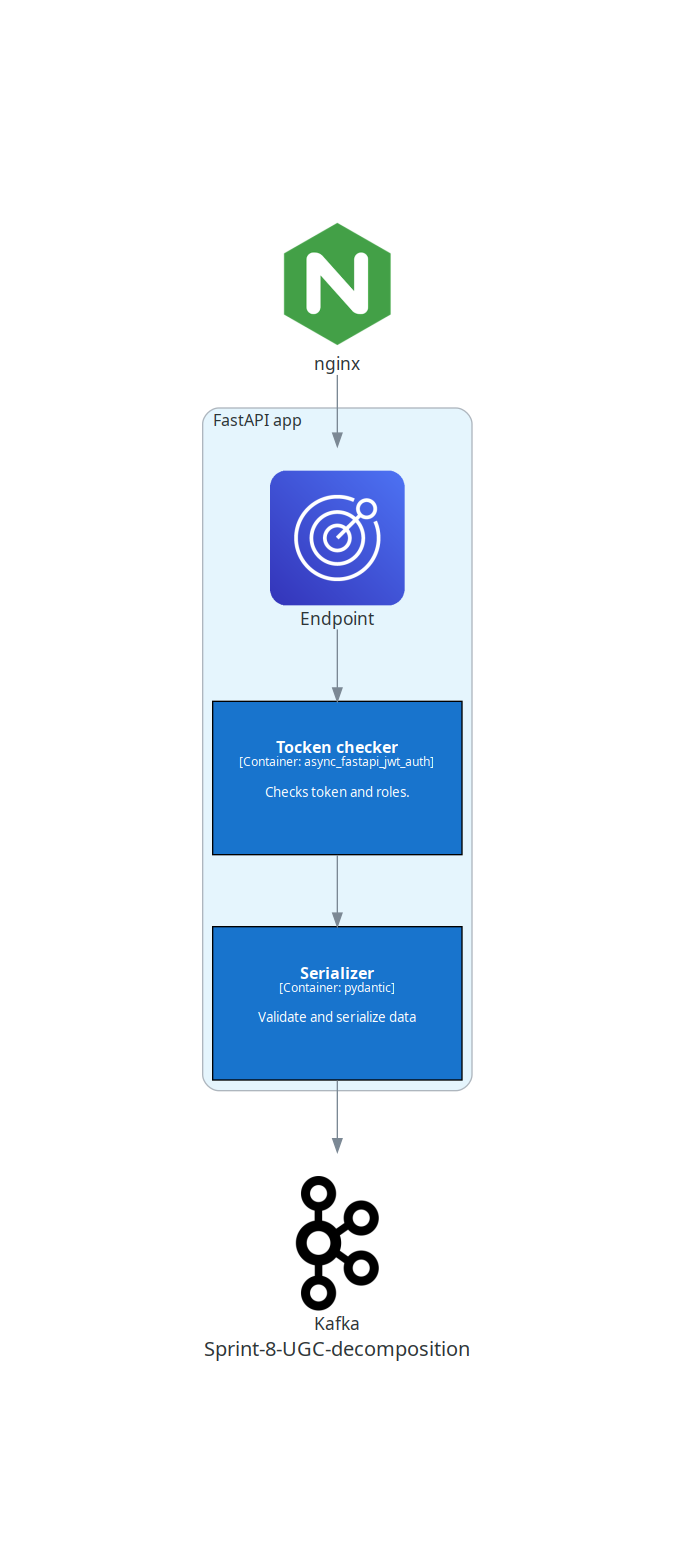 nginx
FastAPI app
Endpoint
Tocken checker
[Container: async_fastapi_jwt_auth]
Checks token and roles.
Serializer
[Container: pydantic]
Validate and serialize data
Kafka
Sprint-8-UGC-decomposition